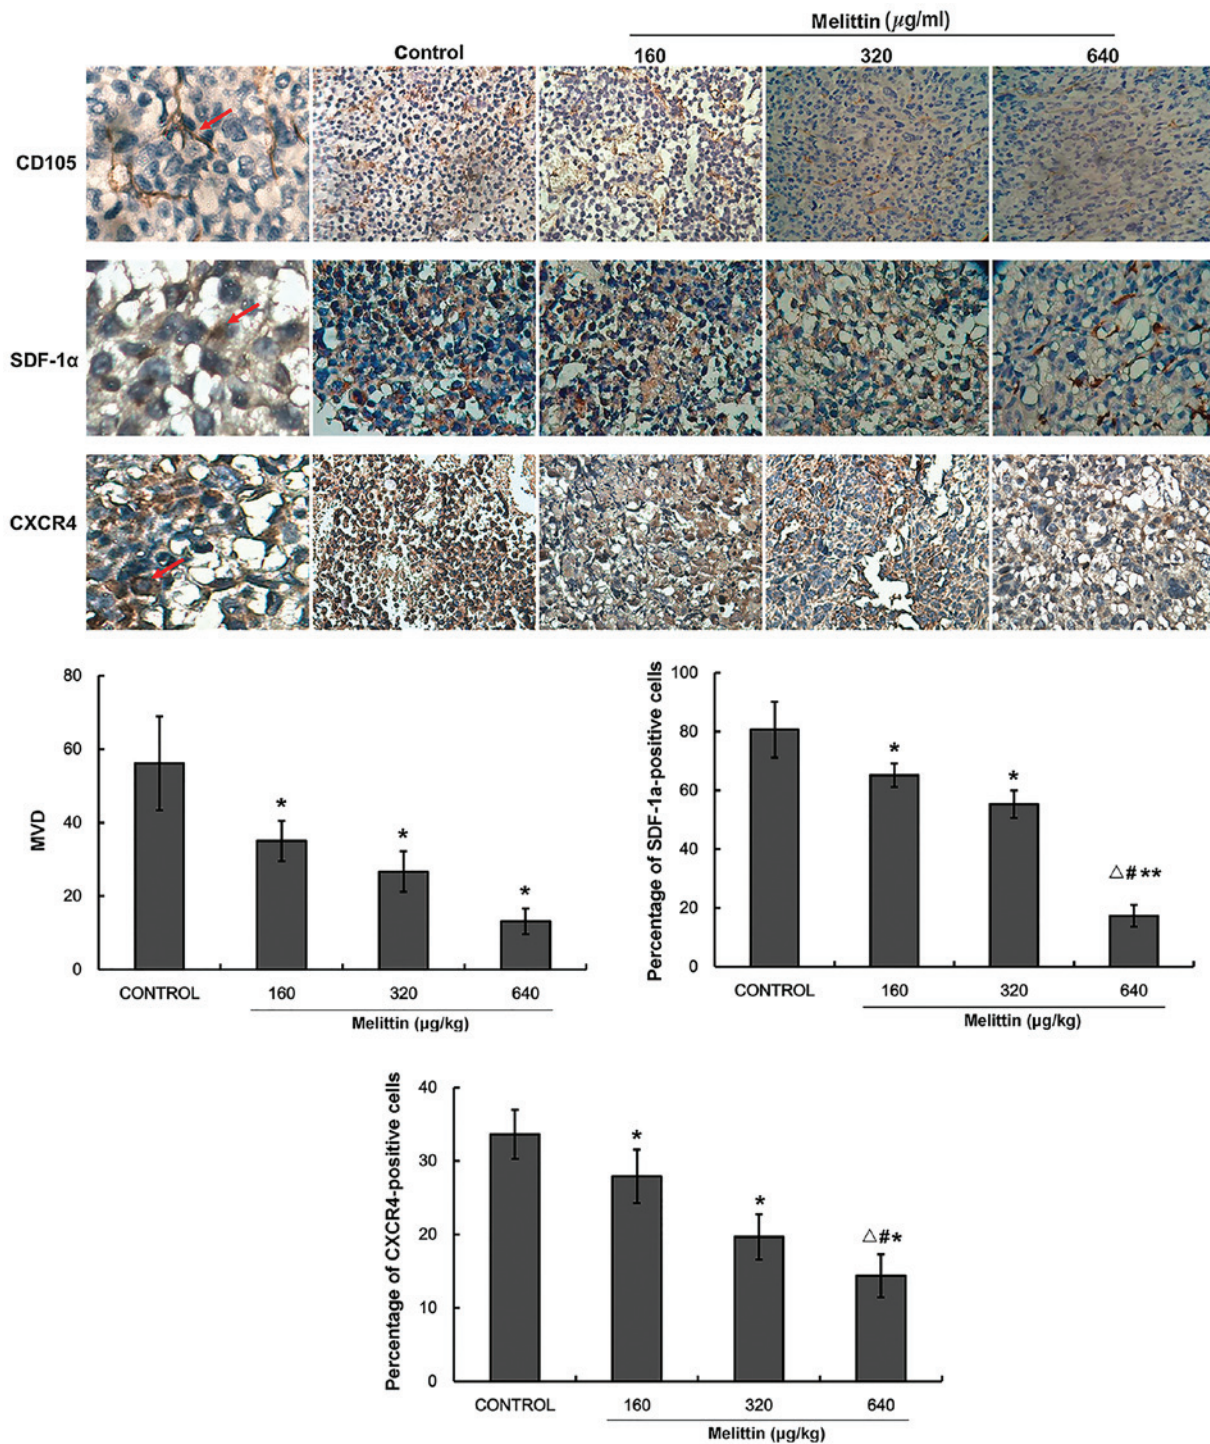 Melittin (µg/ml)
Control 160 320 640
CD105
SDF-1α
CXCR4
80
60
40
20
0
MVD
*
*
*
CONTROL 160 320 640
Melittin (µg/kg)
100
80
60
40
20
0
Percentage of SDF-1a-positive cells
*
*
△#**
CONTROL 160 320 640
Melittin (µg/kg)
40
30
20
10
0
Percentage of CXCR4-positive cells
*
*
△#*
CONTROL 160 320 640
Melittin (µg/kg)